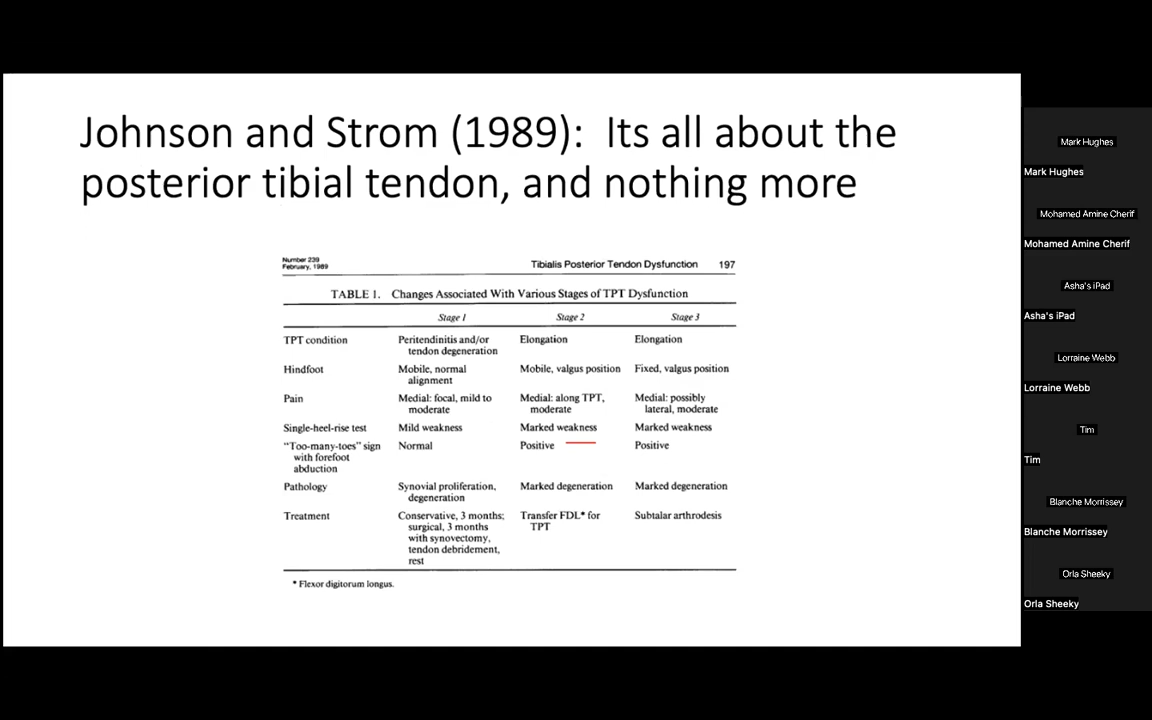 Johnson and Strom (1989): Its all about the
posterior tibial tendon, and nothing more
Number 239
February, 1989
Tibialis Posterior Tendon Dysfunction 197
TABLE 1. Changes Associated With Various Stages of TPT Dysfunction
Stage 1 Stage 2 Stage 3
TPT condition Peritendinitis and/or Elongation Elongation
tendon degeneration
Hindfoot Mobile, normal Mobile, valgus position Fixed, valgus position
alignment
Pain Medial: focal, mild to Medial: along TPT, Medial: possibly
moderate moderate lateral, moderate
Single-heel-rise test Mild weakness Marked weakness Marked weakness
"Too-many-toes" sign Normal Positive Positive
with forefoot
abduction
Pathology Synovial proliferation, Marked degeneration Marked degeneration
degeneration
Treatment Conservative, 3 months; Transfer FDL* for Subtalar arthrodesis
surgical, 3 months TPT
with synovectomy,
tendon debridement,
rest
* Flexor digitorum longus.
Mark Hughes
Mark Hughes
Mohamed Amine Cherif
Mohamed Amine Cherif
Asha's iPad
Asha's iPad
Lorraine Webb
Lorraine Webb
Tim
Tim
Blanche Morrissey
Blanche Morrissey
Orla Sheeky
Orla Sheeky